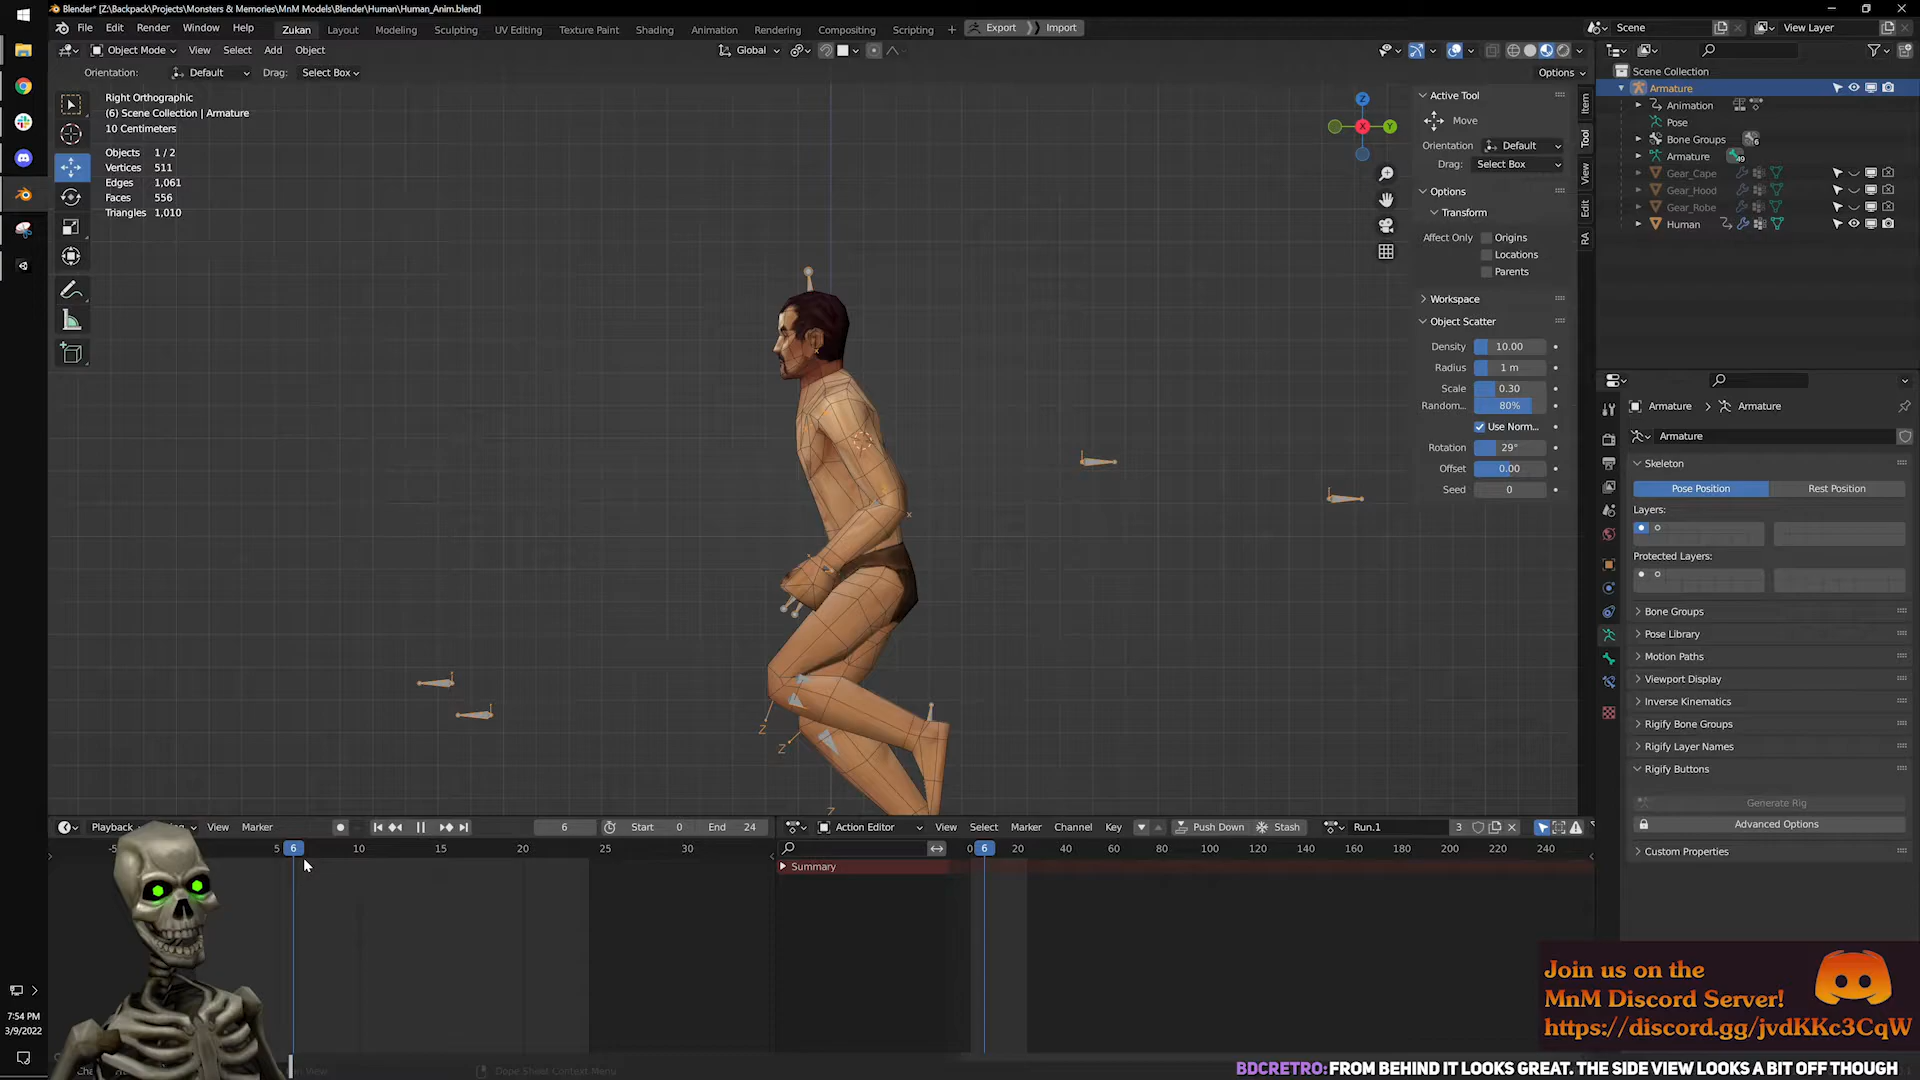 Blender* [Z:\Backpack\Projects\Monsters & Memories\MnM Models\Blender\Human\Human_Anim.blend]
File Edit Render Window Help Zukan Layout Modeling Sculpting UV Editing Texture Paint Shading Animation Rendering Compositing Scripting + Export Import Scene View Layer
Object Mode View Select Add Object Global
Orientation: Default Drag: Select Box Options
Right Orthographic
(6) Scene Collection | Armature
10 Centimeters
Objects 1 / 2
Vertices 511
Edges 1,061
Faces 556
Triangles 1,010
Z
X
Y
Active Tool
Move
Orientation Default
Drag: Select Box
Options
Transform
Affect Only Origins
Locations
Parents
Workspace
Object Scatter
Density 10.00
Radius 1 m
Scale 0.30
Random... 80%
Use Norm...
Rotation 29°
Offset 0.00
Seed 0
Item
Tool
View
Edit
RA
Scene Collection
Armature
Animation
Pose
Bone Groups 6
Armature 49
Gear_Cape
Gear_Hood
Gear_Robe
Human
Armature > Armature
Armature
Skeleton
Pose Position Rest Position
Layers:
Protected Layers:
Bone Groups
Pose Library
Motion Paths
Viewport Display
Inverse Kinematics
Rigify Bone Groups
Rigify Layer Names
Rigify Buttons
Generate Rig
Advanced Options
Custom Properties
Z
Z
Z
Playback View Marker 6 Start 0 End 24
-5 5 6 10 15 20 25 30
Action Editor View Select Marker Channel Key Push Down Stash Run.1 3
0 6 20 40 60 80 100 120 140 160 180 200 220 240
Summary
7:54 PM
3/9/2022
Dope Sheet Context Menu
Join us on the
MnM Discord Server!
https://discord.gg/jvdKKc3CqW
BDCRETRO: FROM BEHIND IT LOOKS GREAT. THE SIDE VIEW LOOKS A BIT OFF THOUGH